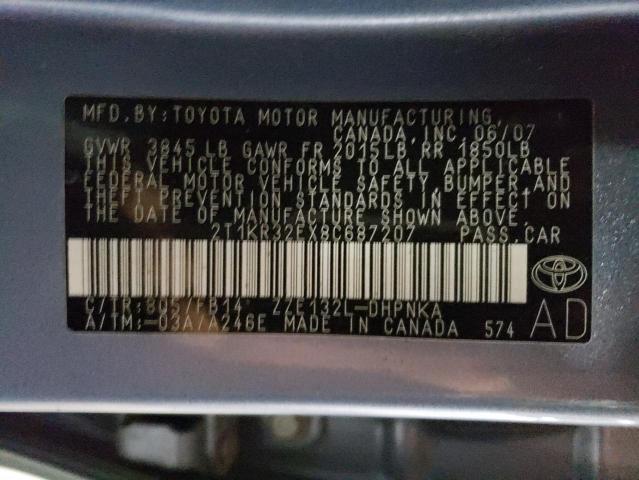 MFD. BY: TOYOTA MOTOR MANUFACTURING,
CANADA, INC. 06/07
GVWR 3845 LB GAWR FR 2015LB RR 1850LB
THIS VEHICLE CONFORMS TO ALL APPLICABLE
FEDERAL MOTOR VEHICLE SAFETY, BUMPER, AND
THEFT PREVENTION STANDARDS IN EFFECT ON
THE DATE OF MANUFACTURE SHOWN ABOVE.
2T1KR32EX8C687207 PASS. CAR
C/TR: 8Q5/FB14 ZZE132L-DHPNKA
A/TM: -03A/A246E MADE IN CANADA 574 AD